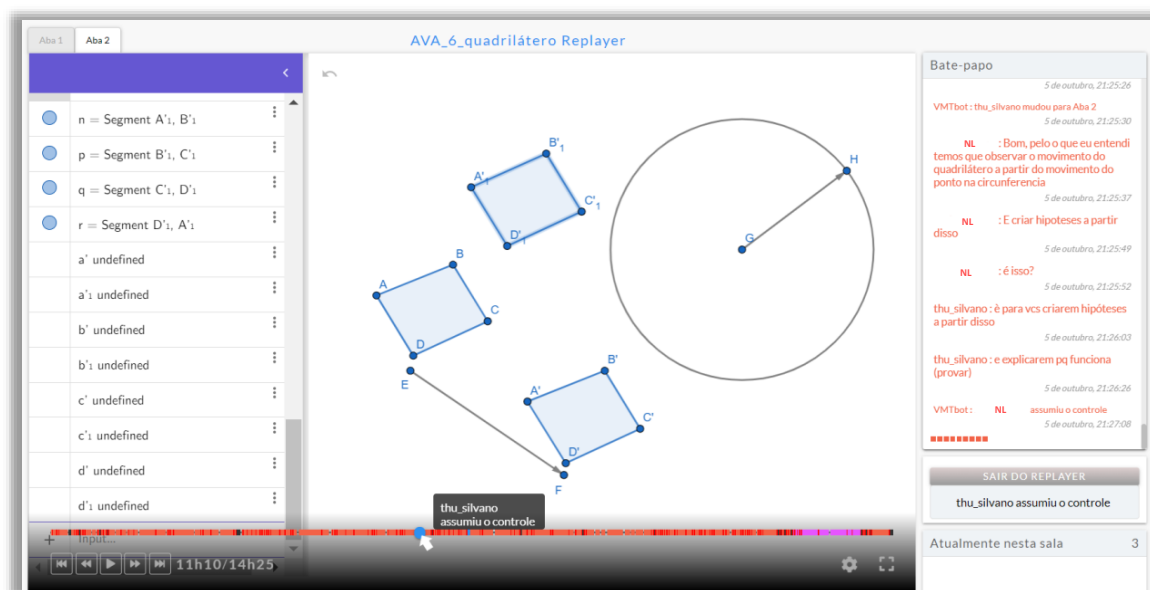 Aba 1
Aba 2
AVA_6_quadrilátero Replayer
n = Segment A'₁, B'₁
p = Segment B'₁, C'₁
q = Segment C'₁, D'₁
r = Segment D'₁, A'₁
a' undefined
a'₁ undefined
b' undefined
b'₁ undefined
c' undefined
c'₁ undefined
d' undefined
d'₁ undefined
Input...
B'₁
A'₁
C'₁
D'₁
H
G
B
A
C
D
E
B'
A'
C'
D'
F
thu_silvano
assumiu o controle
11h10/14h25
Bate-papo
5 de outubro, 21:25:26
VMTbot : thu_silvano mudou para Aba 2
5 de outubro, 21:25:30
NL : Bom, pelo o que eu entendi
temos que observar o movimento do
quadrilátero a partir do movimento do
ponto na circunferencia
5 de outubro, 21:25:37
NL : E criar hipoteses a partir
disso
5 de outubro, 21:25:49
NL : é isso?
5 de outubro, 21:25:52
thu_silvano : è para vcs criarem hipóteses
a partir disso
5 de outubro, 21:26:03
thu_silvano : e explicarem pq funciona
(provar)
5 de outubro, 21:26:26
VMTbot : NL assumiu o controle
5 de outubro, 21:27:08
SAIR DO REPLAYER
thu_silvano assumiu o controle
Atualmente nesta sala 3